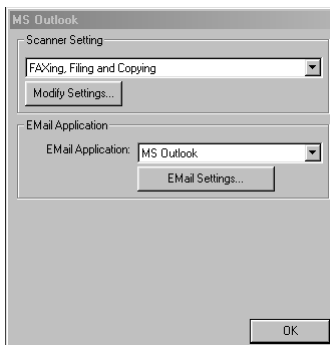 MS Outlook
Scanner Setting
FAXing, Filing and Copying
Modify Settings...
EMail Application
EMail Application: MS Outlook
EMail Settings...
OK